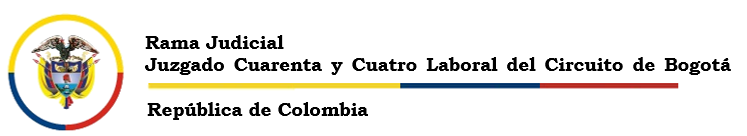 Rama Judicial
Juzgado Cuarenta y Cuatro Laboral del Circuito de Bogotá
República de Colombia